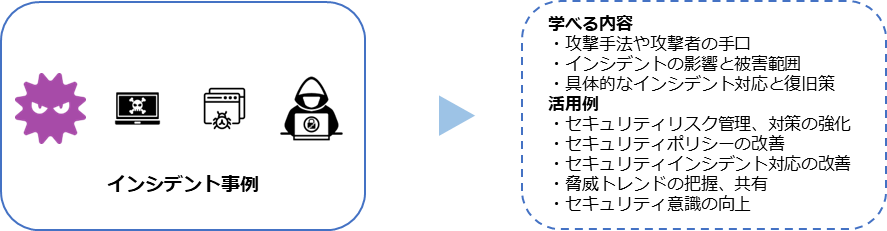 インシデント事例
学べる内容
・攻撃手法や攻撃者の手口
・インシデントの影響と被害範囲
・具体的なインシデント対応と復旧策
活用例
・セキュリティリスク管理、対策の強化
・セキュリティポリシーの改善
・セキュリティインシデント対応の改善
・脅威トレンドの把握、共有
・セキュリティ意識の向上